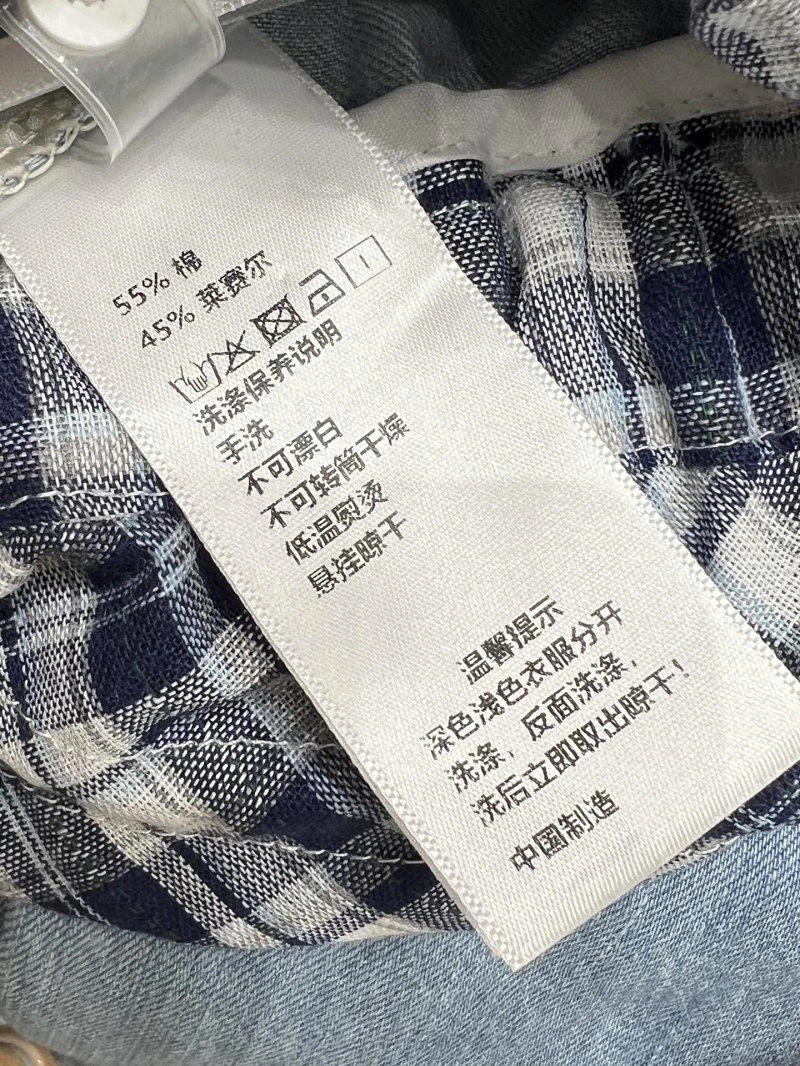 55% 棉
45% 莱赛尔
洗涤保养说明
手洗
不可漂白
不可转筒干燥
低温熨烫
悬挂晾干
温馨提示
深色浅色衣服分开
洗涤，反面洗涤，
洗后立即取出晾干！
中国制造